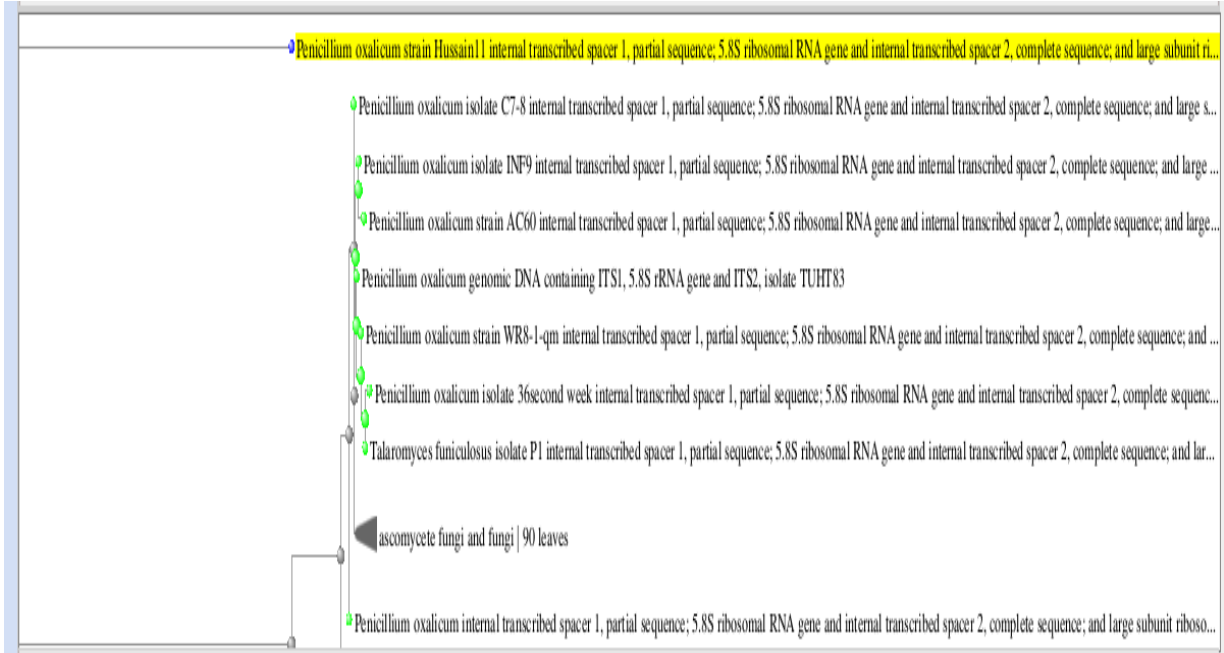 Penicillium oxalicum strain Hussain11 internal transcribed spacer 1, partial sequence; 5.8S ribosomal RNA gene and internal transcribed spacer 2, complete sequence; and large subunit ri...
Penicillium oxalicum isolate C7-8 internal transcribed spacer 1, partial sequence; 5.8S ribosomal RNA gene and internal transcribed spacer 2, complete sequence; and large s...
Penicillium oxalicum isolate INF9 internal transcribed spacer 1, partial sequence; 5.8S ribosomal RNA gene and internal transcribed spacer 2, complete sequence; and large ...
Penicillium oxalicum strain AC60 internal transcribed spacer 1, partial sequence; 5.8S ribosomal RNA gene and internal transcribed spacer 2, complete sequence; and large...
Penicillium oxalicum genomic DNA containing ITS1, 5.8S rRNA gene and ITS2, isolate TUHT83
Penicillium oxalicum strain WR8-1-qm internal transcribed spacer 1, partial sequence; 5.8S ribosomal RNA gene and internal transcribed spacer 2, complete sequence; and ...
Penicillium oxalicum isolate 36second week internal transcribed spacer 1, partial sequence; 5.8S ribosomal RNA gene and internal transcribed spacer 2, complete sequenc...
Talaromyces funiculosus isolate P1 internal transcribed spacer 1, partial sequence; 5.8S ribosomal RNA gene and internal transcribed spacer 2, complete sequence; and lar...
ascomycete fungi and fungi | 90 leaves
Penicillium oxalicum internal transcribed spacer 1, partial sequence; 5.8S ribosomal RNA gene and internal transcribed spacer 2, complete sequence; and large subunit riboso...